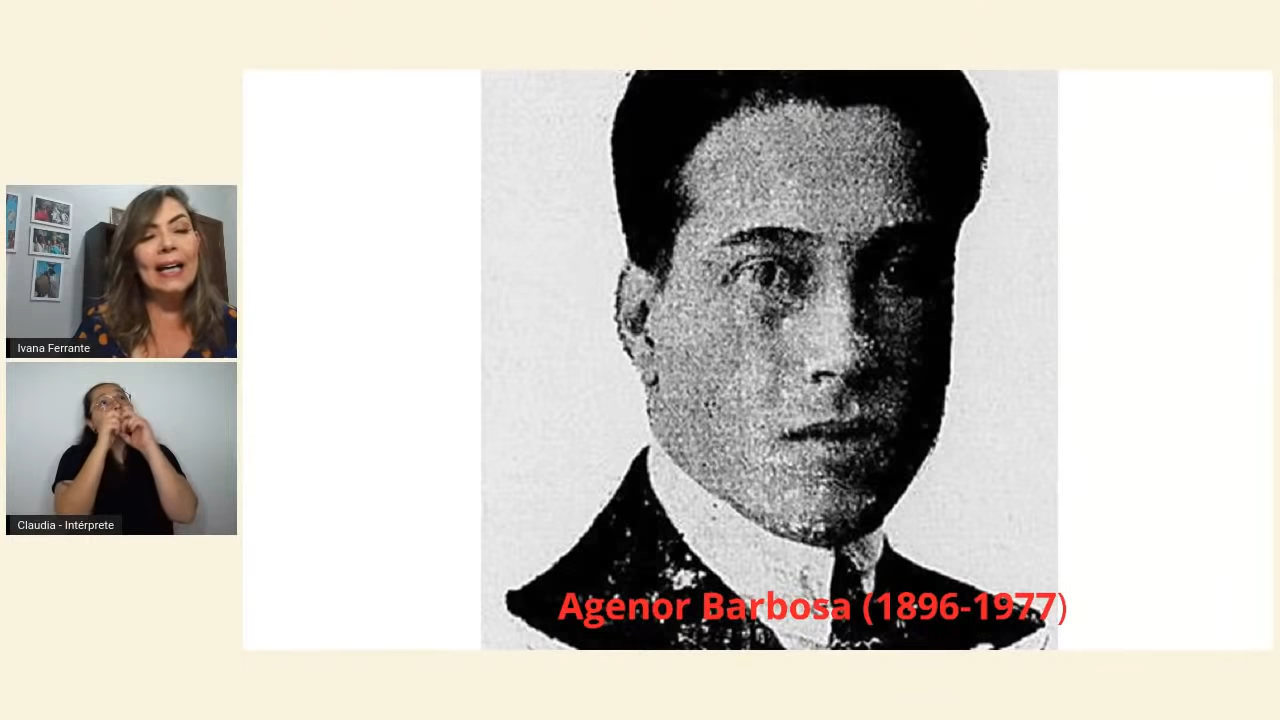 Ivana Ferrante
Claudia - Intérprete
Agenor Barbosa (1896-1977)